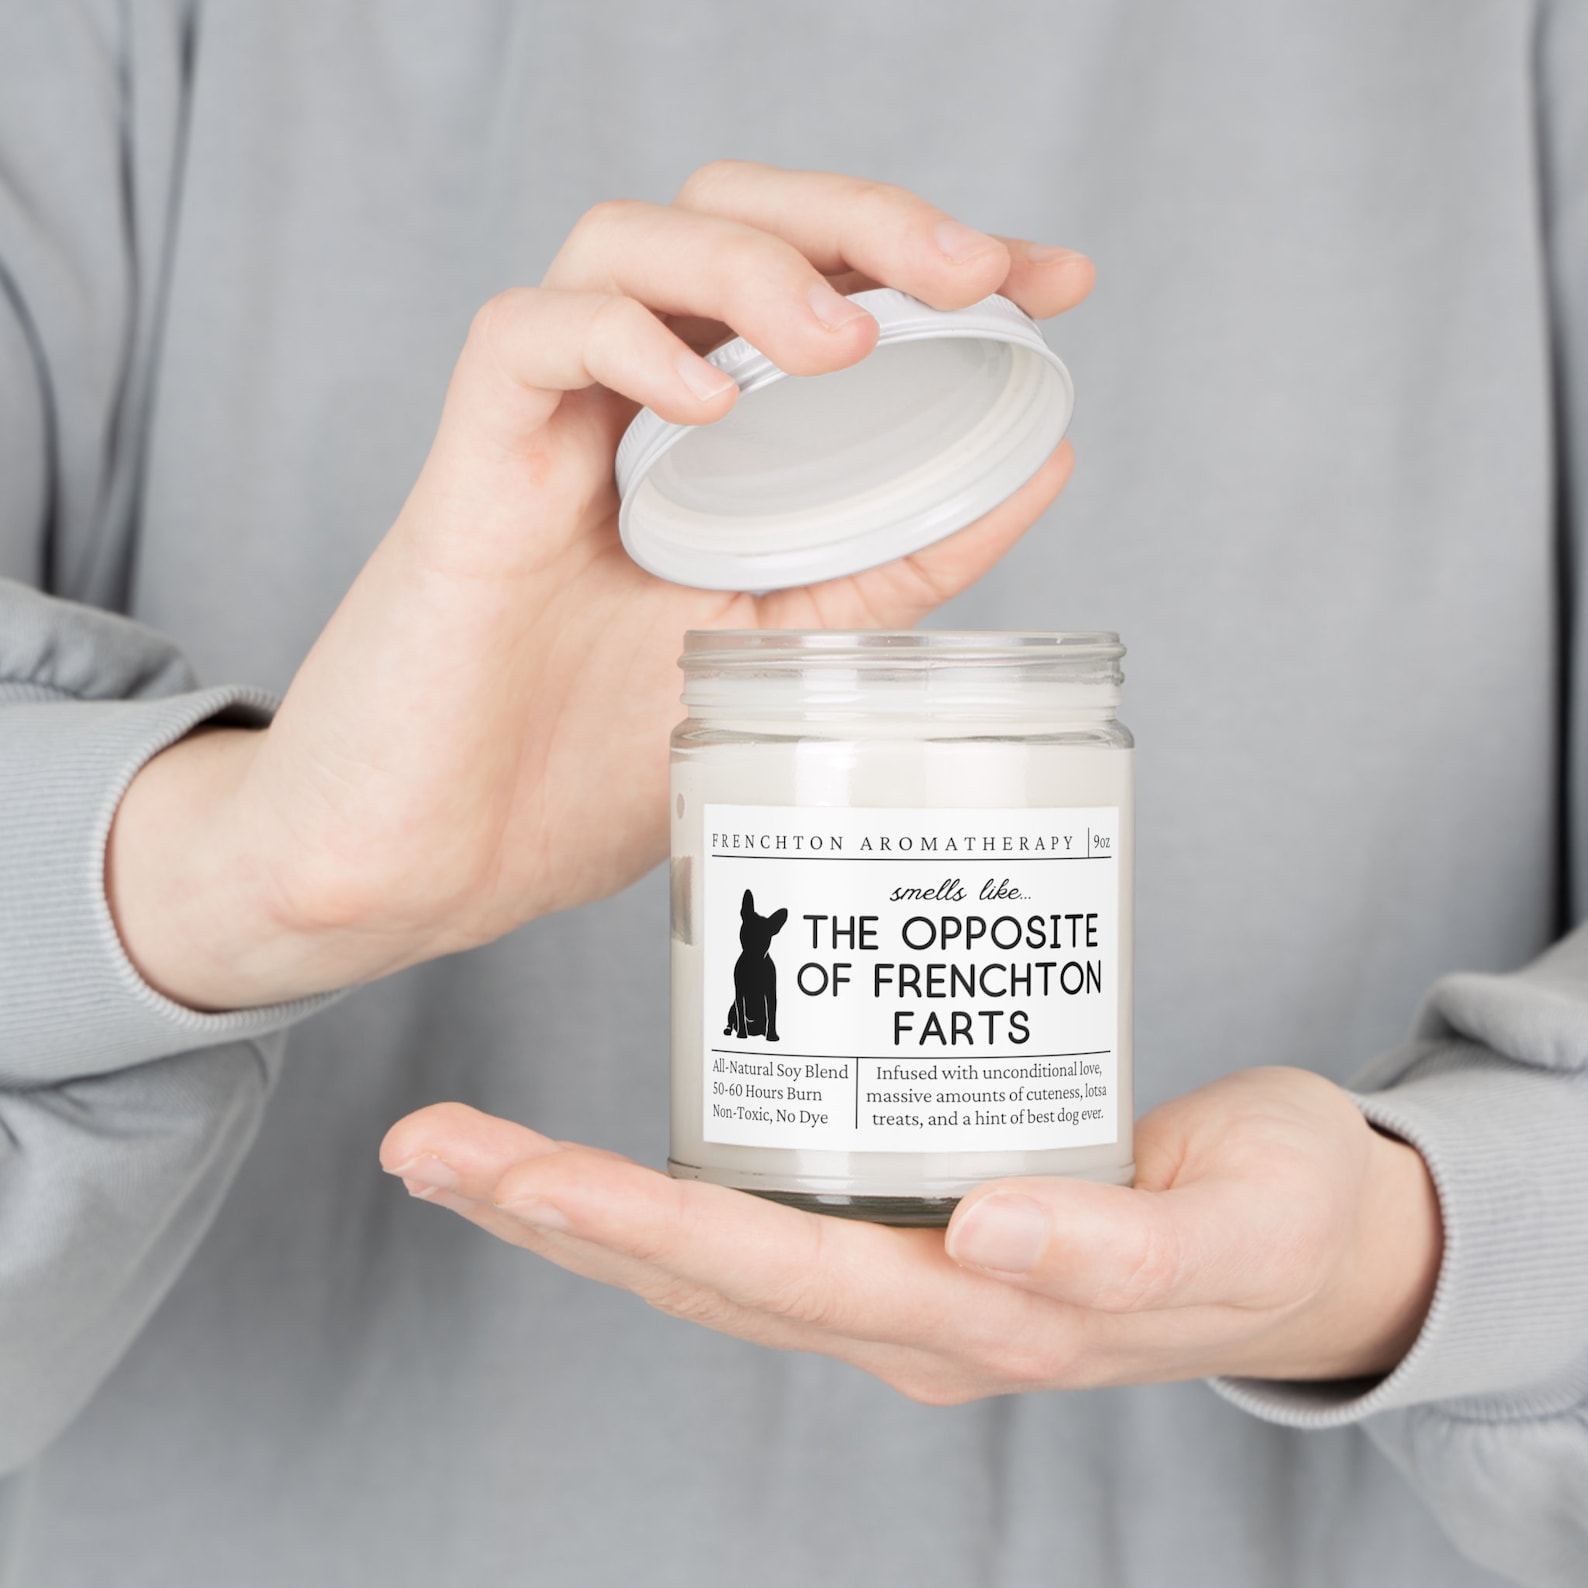 FRENCHTON AROMATHERAPY 9oz
smells like...
THE OPPOSITE
OF FRENCHTON
FARTS
All-Natural Soy Blend
50-60 Hours Burn
Non-Toxic, No Dye
Infused with unconditional love,
massive amounts of cuteness, lotsa
treats, and a hint of best dog ever.